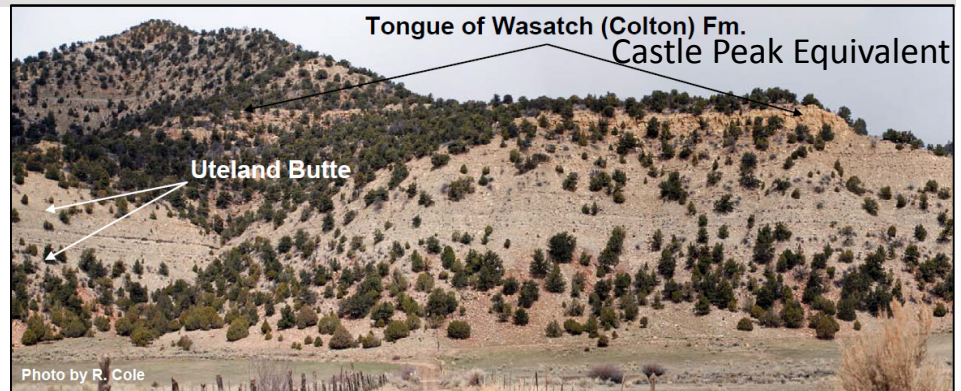 Tongue of Wasatch (Colton) Fm.
Castle Peak Equivalent
Uteland Butte
Photo by R. Cole